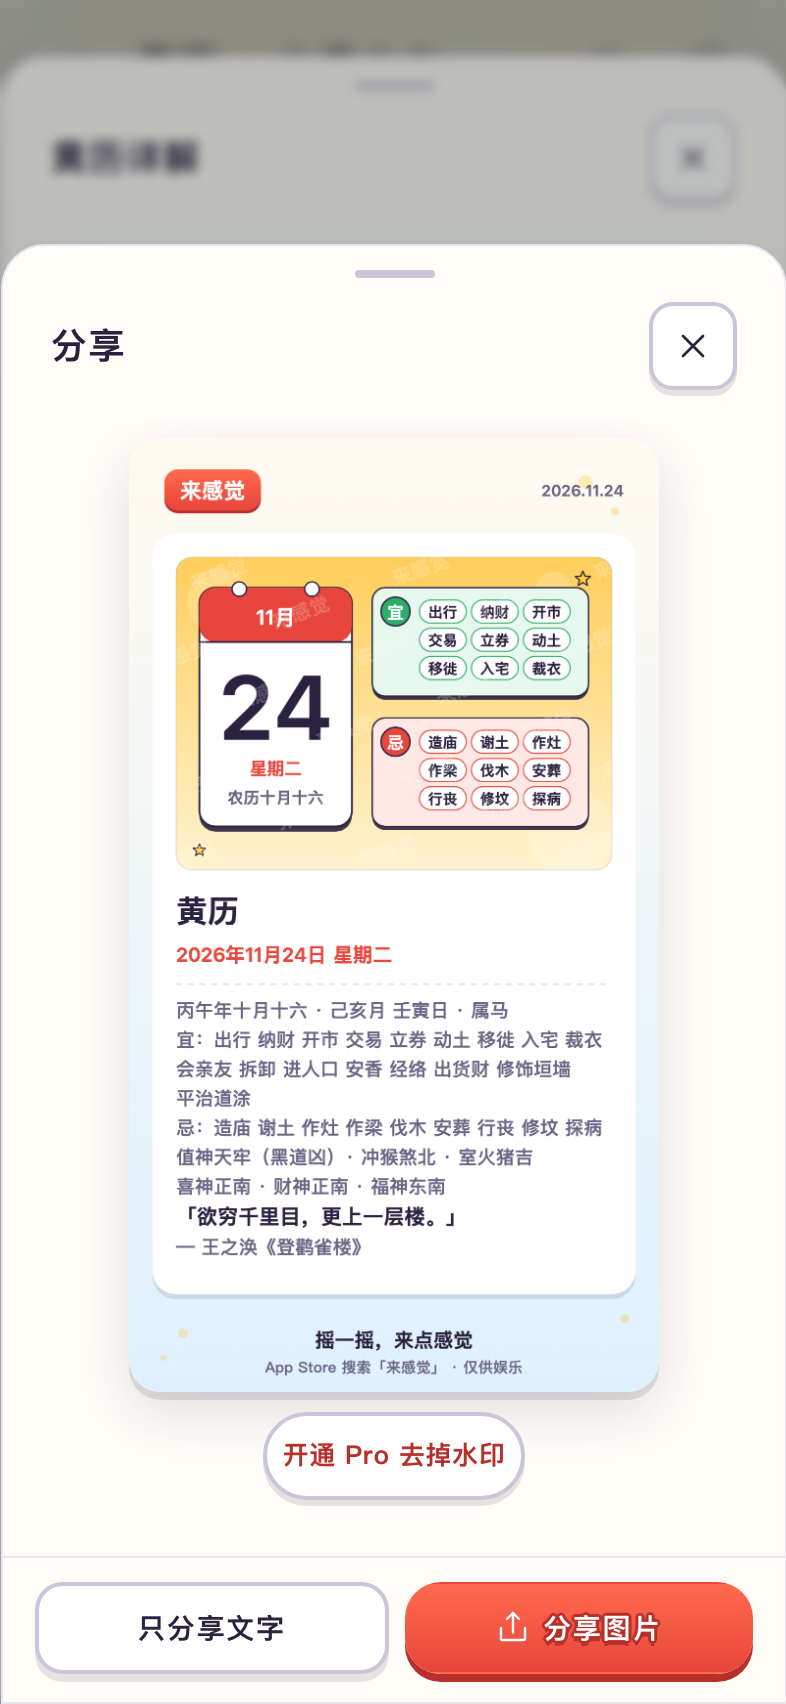 黄历详解
分享
来感觉
2026.11.24
11月
24
星期二
农历十月十六
宜
出行 纳财 开市
交易 立券 动土
移徙 入宅 裁衣
忌
造庙 谢土 作灶
作梁 伐木 安葬
行丧 修坟 探病
黄历
2026年11月24日 星期二
丙午年十月十六 · 己亥月 壬寅日 · 属马
宜：出行 纳财 开市 交易 立券 动土 移徙 入宅 裁衣
会亲友 拆卸 进人口 安香 经络 出货财 修饰垣墙
平治道涂
忌：造庙 谢土 作灶 作梁 伐木 安葬 行丧 修坟 探病
值神天牢（黑道凶）· 冲猴煞北 · 室火猪吉
喜神正南 · 财神正南 · 福神东南
「欲穷千里目，更上一层楼。」
— 王之涣《登鹳雀楼》
摇一摇，来点感觉
App Store 搜索「来感觉」 · 仅供娱乐
开通 Pro 去掉水印
只分享文字
分享图片